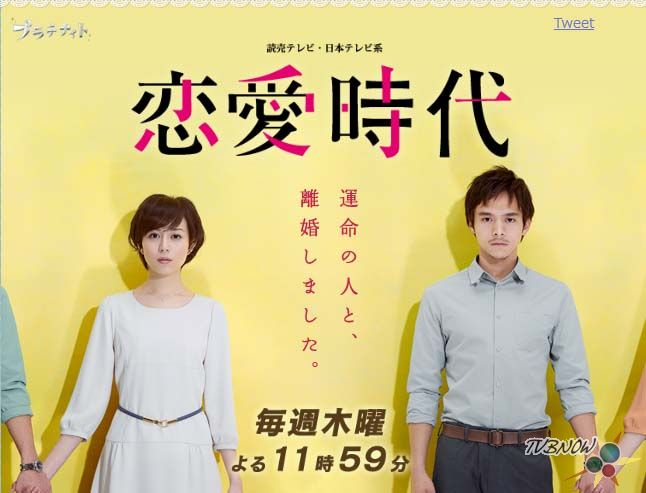 プラチナイト
Tweet
読売テレビ・日本テレビ系
恋愛時代
運命の人と、
離婚しました。
毎週木曜
よる11時59分
TVBNOW